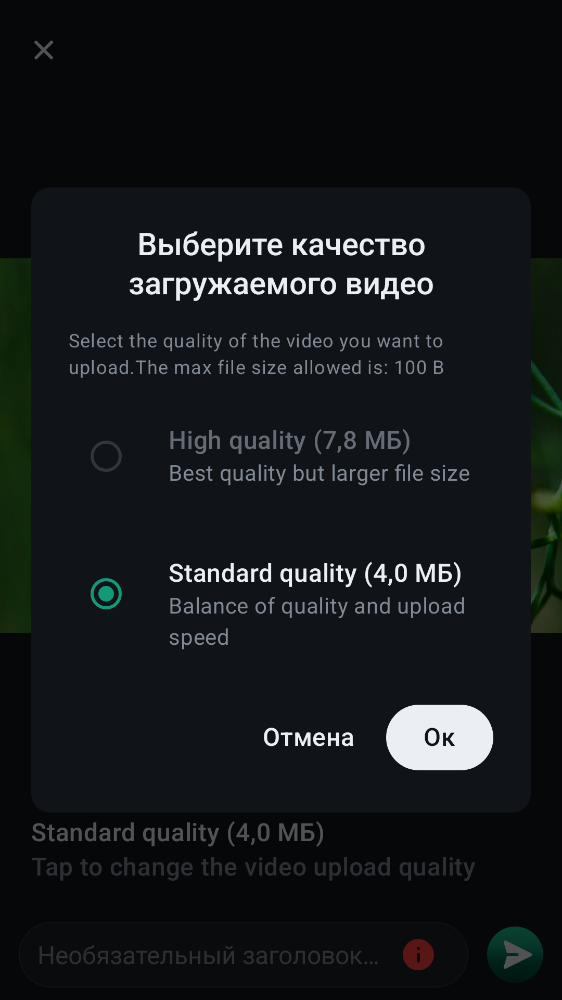 Выберите качество
загружаемого видео
Select the quality of the video you want to
upload.The max file size allowed is: 100 B
High quality (7,8 МБ)
Best quality but larger file size
Standard quality (4,0 МБ)
Balance of quality and upload
speed
Отмена
Ок
Standard quality (4,0 МБ)
Tap to change the video upload quality
Необязательный заголовок…